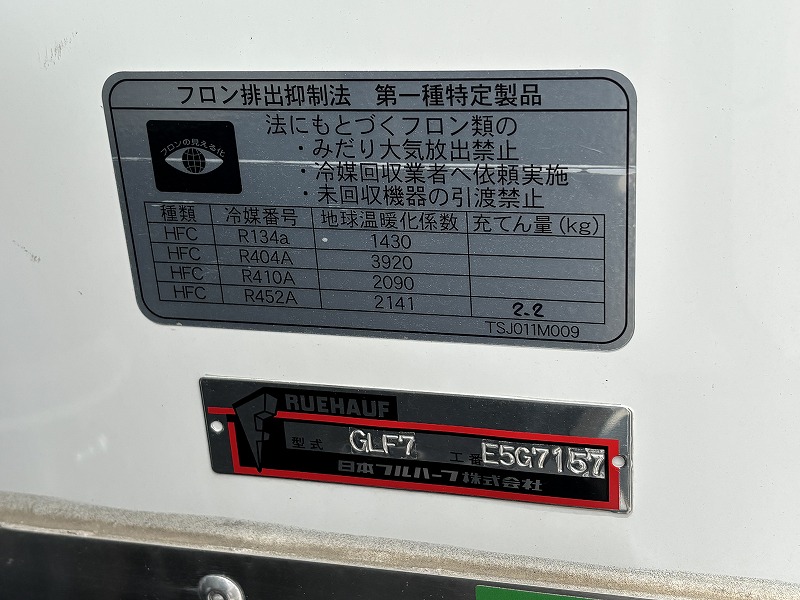 フロン排出抑制法 第一種特定製品
フロンの見える化
法にもとづくフロン類の
・みだり大気放出禁止
・冷媒回収業者へ依頼実施
・未回収機器の引渡禁止
種類 冷媒番号 地球温暖化係数 充てん量(kg)
HFC R134a 1430
HFC R404A 3920
HFC R410A 2090
HFC R452A 2141 2.2
TSJ011M009
FRUEHAUF
型式 GLF7 工番 E5G7157
日本フルハーフ株式会社